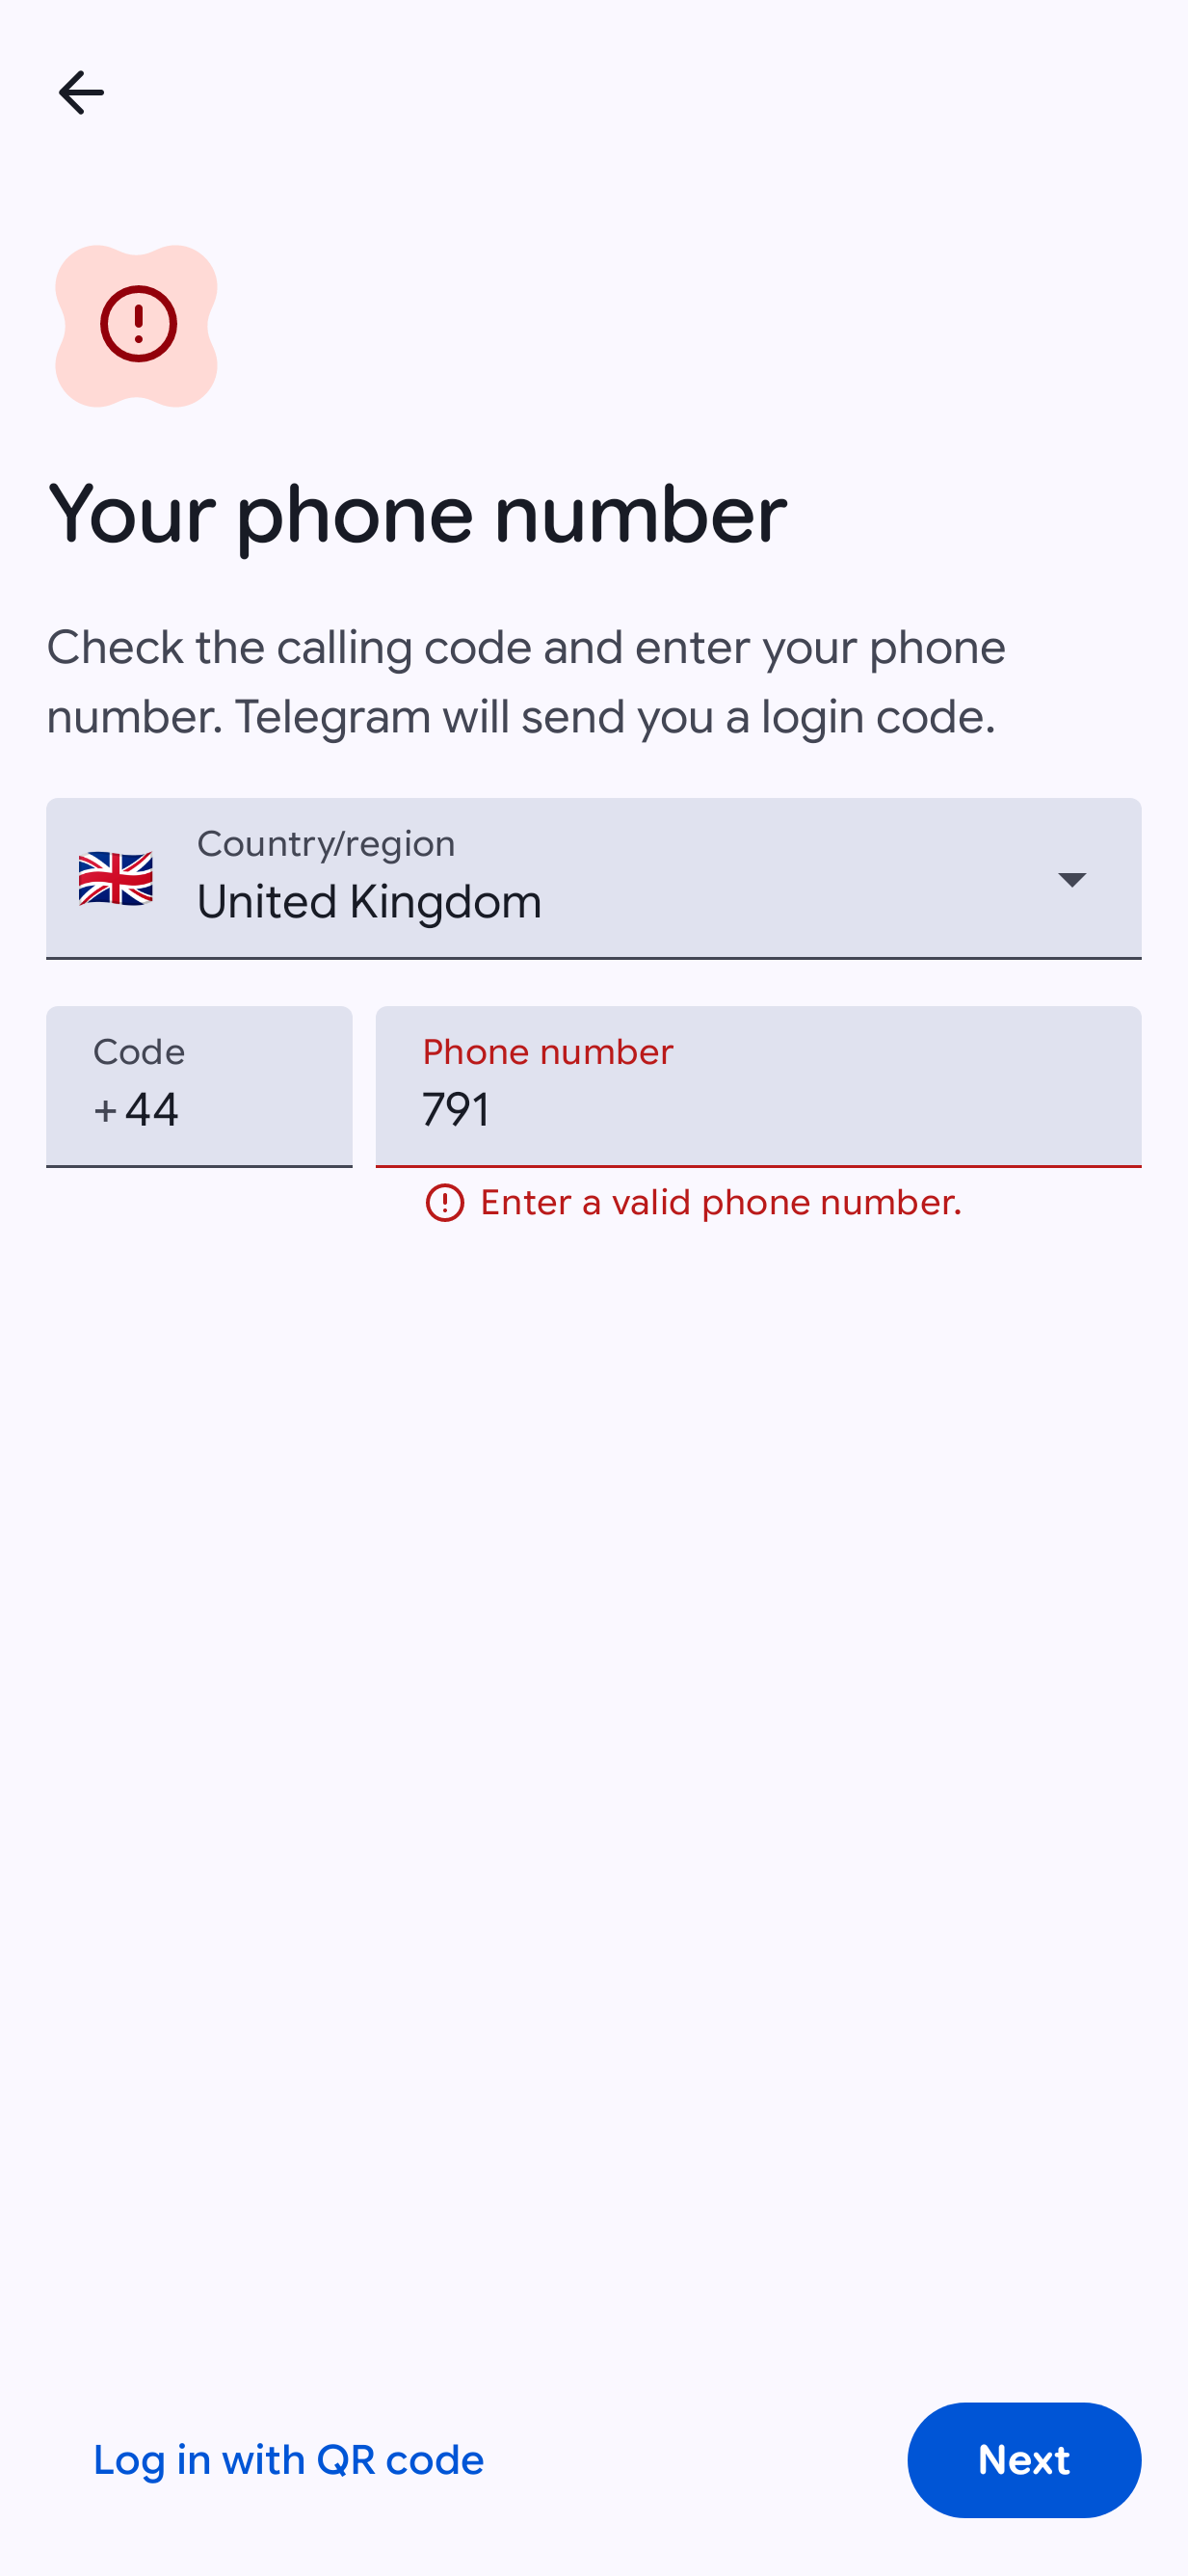 Your phone number
Check the calling code and enter your phone
number. Telegram will send you a login code.
Country/region
United Kingdom
Code
+44
Phone number
791
Enter a valid phone number.
Log in with QR code
Next